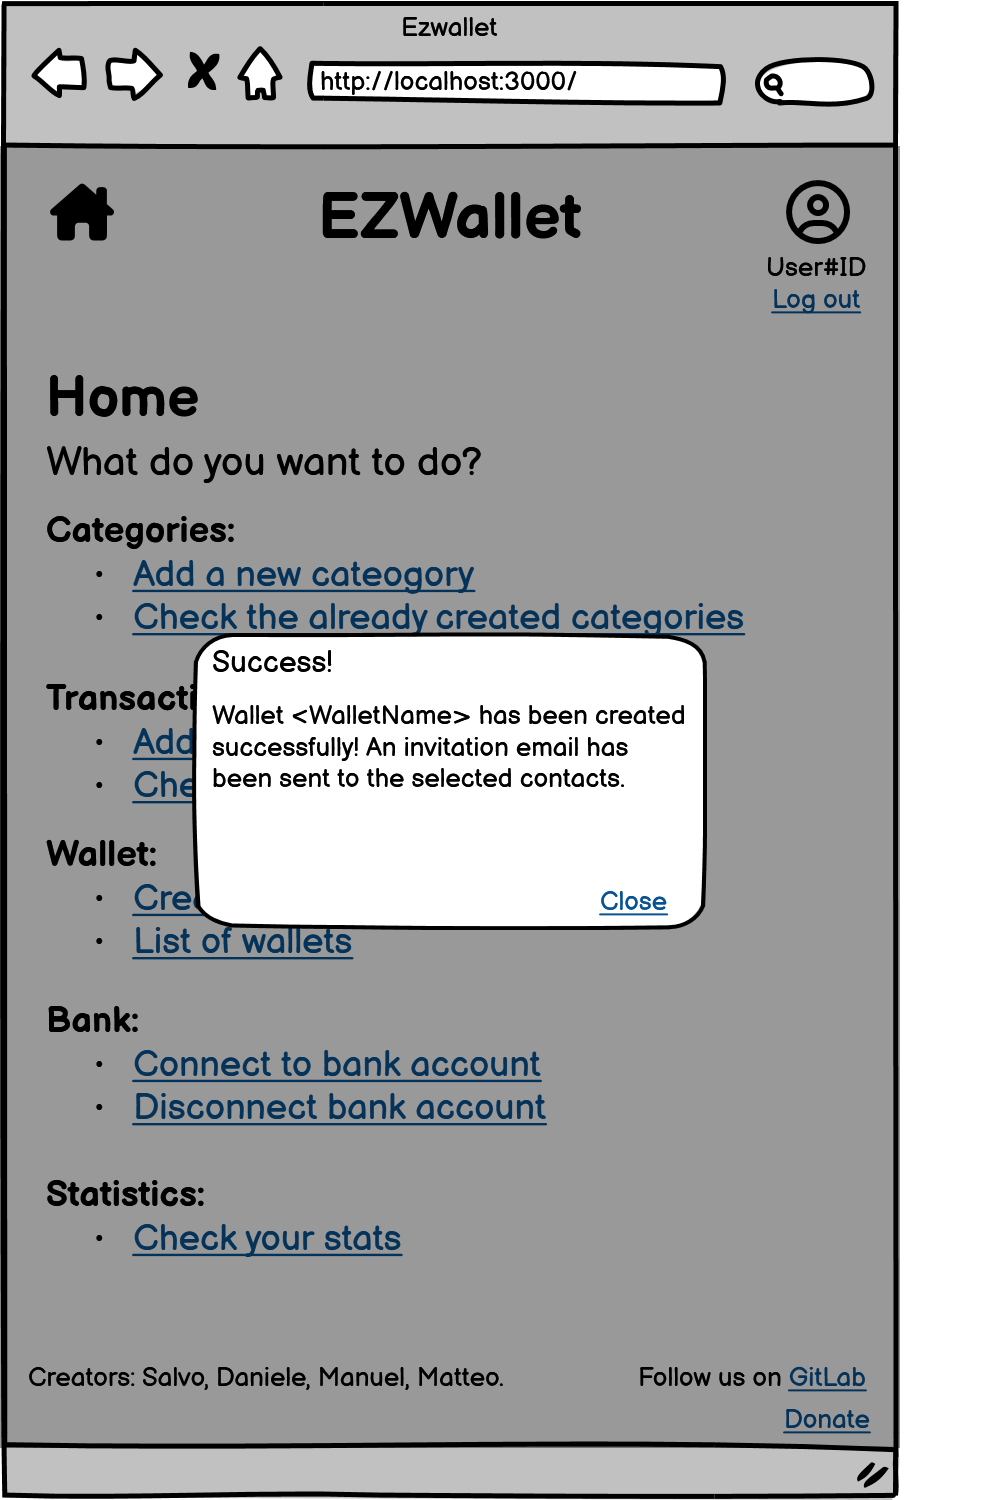 Ezwallet
http://localhost:3000/
EZWallet
User#ID
Log out
Home
What do you want to do?
Categories:
• Add a new cateogory
• Check the already created categories
Success!
Wallet <WalletName> has been created
successfully! An invitation email has
been sent to the selected contacts.
Close
Transacti
• Add
• Che
Wallet:
• Cre
• List of wallets
Bank:
• Connect to bank account
• Disconnect bank account
Statistics:
• Check your stats
Creators: Salvo, Daniele, Manuel, Matteo.
Follow us on GitLab
Donate